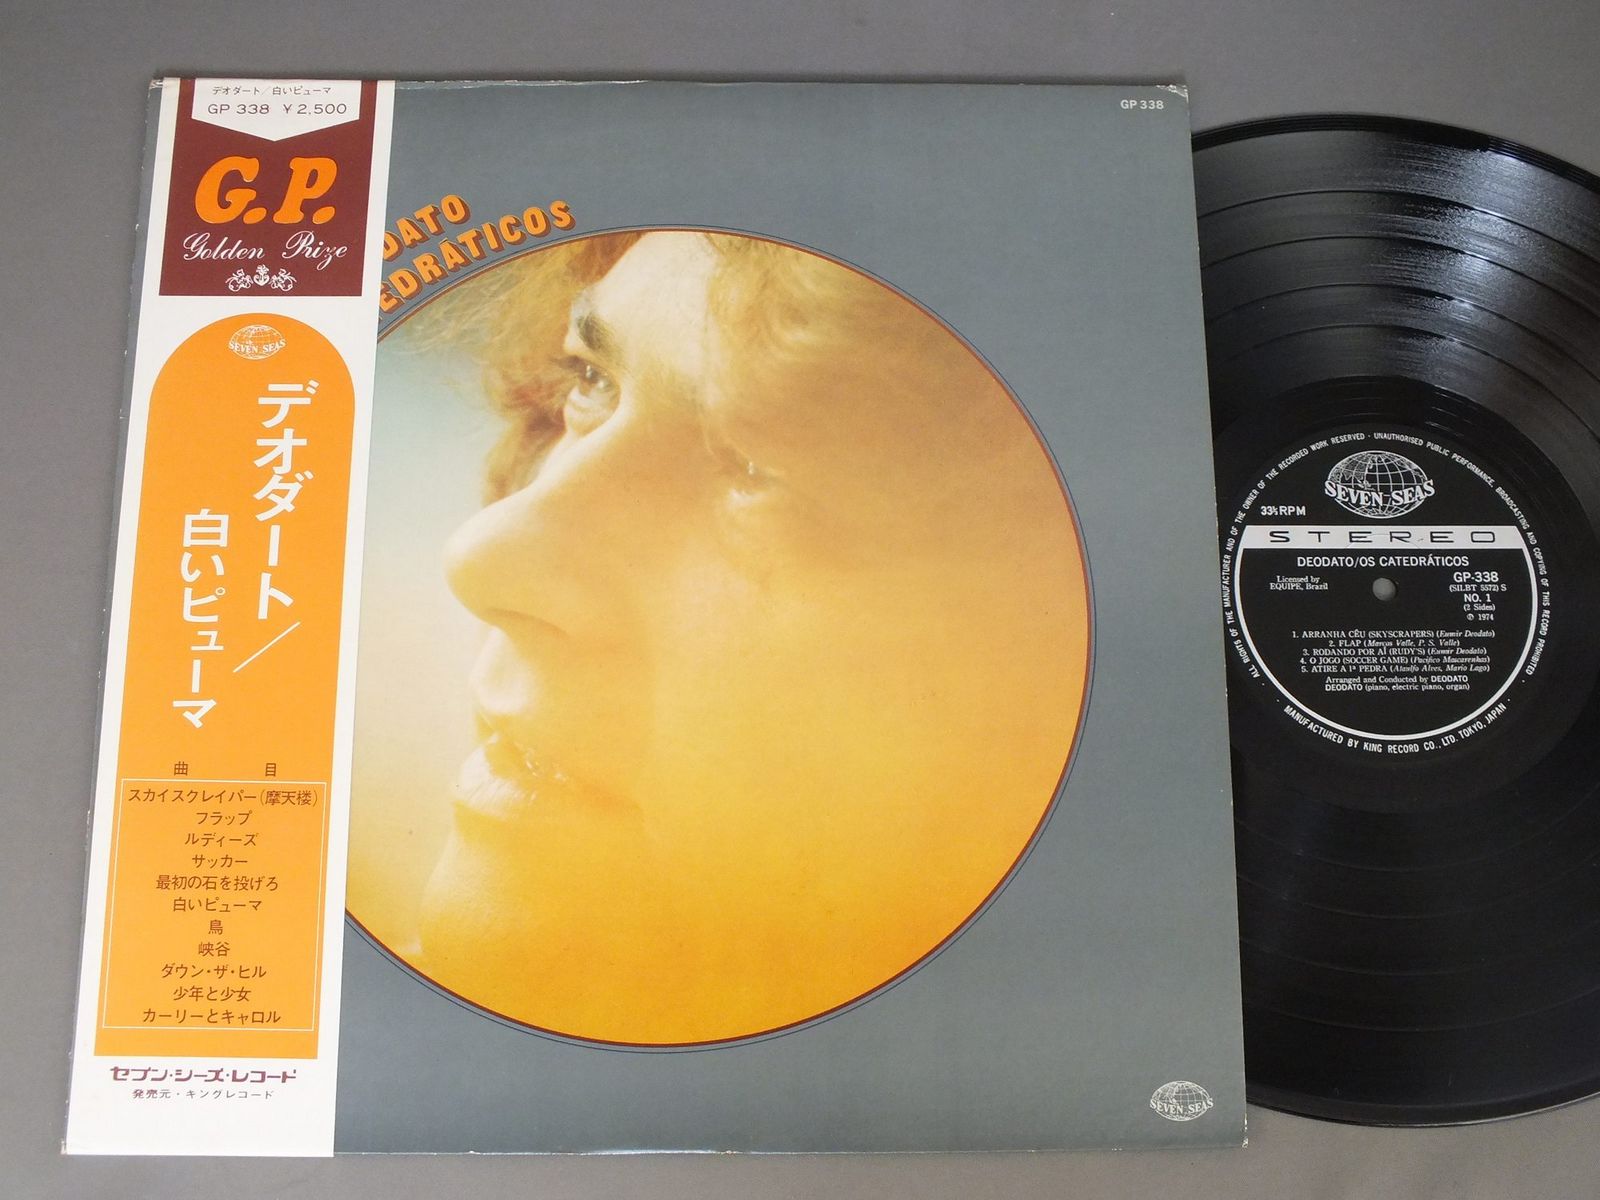 デオダート/白いピューマ
GP 338 ¥2,500
G.P.
Golden Prize
SEVEN SEAS
デオダート/
白いピューマ
曲 目
スカイスクレイパー(摩天楼)
フラップ
ルディーズ
サッカー
最初の石を投げろ
白いピューマ
鳥
峡谷
ダウン・ザ・ヒル
少年と少女
カーリーとキャロル
セブン・シーズ・レコード
発売元・キングレコード
GP 338
DATO
EDRÁTICOS
SEVEN SEAS
ALL RIGHTS OF THE MANUFACTURER AND OF THE OWNER OF THE RECORDED WORK RESERVED · UNAUTHORISED PUBLIC PERFORMANCE, BROADCASTING AND COPYING OF THIS RECORD PROHIBITED ·
SEVEN SEAS
33⅓RPM
STEREO
DEODATO/OS CATEDRÁTICOS
Licensed by
EQUIPE, Brazil
GP-338
(SILBT 5572) S
NO. 1
(2 Sides)
℗ 1974
1. ARRANHA CÉU (SKYSCRAPERS) (Eumir Deodato)
2. FLAP (Marcos Valle, P. S. Valle)
3. RODANDO POR AÍ (RUDY'S) (Eumir Deodato)
4. O JOGO (SOCCER GAME) (Pacifico Mascarenhas)
5. ATIRE A 1ª PEDRA (Ataulfo Alves, Mario Lago)
Arranged and Conducted by DEODATO
DEODATO (piano, electric piano, organ)
· MANUFACTURED BY KING RECORD CO., LTD. TOKYO, JAPAN ·